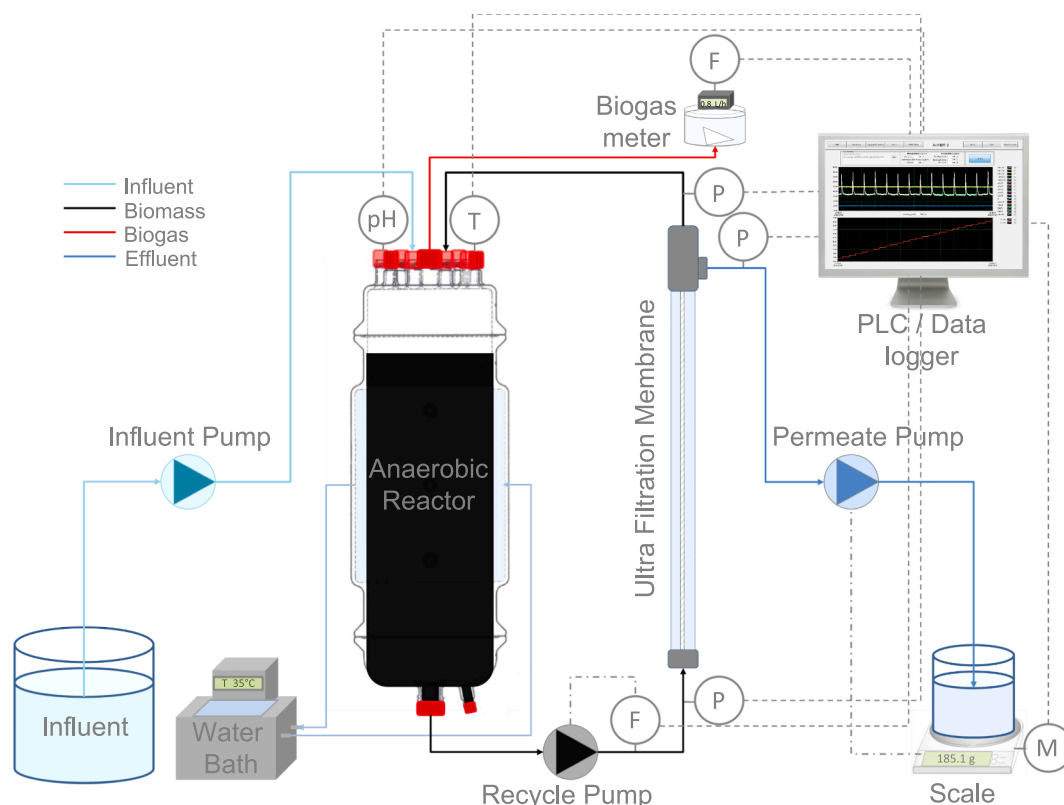 F
Biogas
meter
0.8 L/h
Influent
Biomass
Biogas
Effluent
pH
T
P
P
PLC / Data
logger
Influent Pump
Anaerobic
Reactor
Ultra Filtration Membrane
Permeate Pump
T 35°C
Influent
Water
Bath
F
P
Recycle Pump
185.1 g
M
Scale